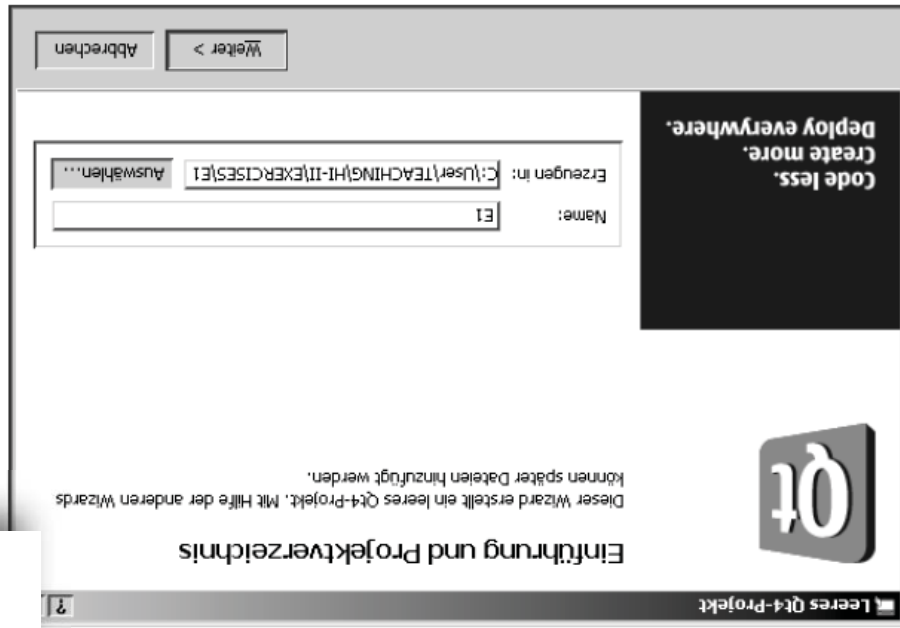 Leeres Qt4-Projekt
?
Qt
Einführung und Projektverzeichnis
Dieser Wizard erstellt ein leeres Qt4-Projekt. Mit Hilfe der anderen Wizards
können später Dateien hinzufügt werden.
Name: E1
Erzeugen in: C:\User\TEACHING\HI-II\EXERCISES\E1 Auswählen...
Code less.
Create more.
Deploy everywhere.
Weiter > Abbrechen